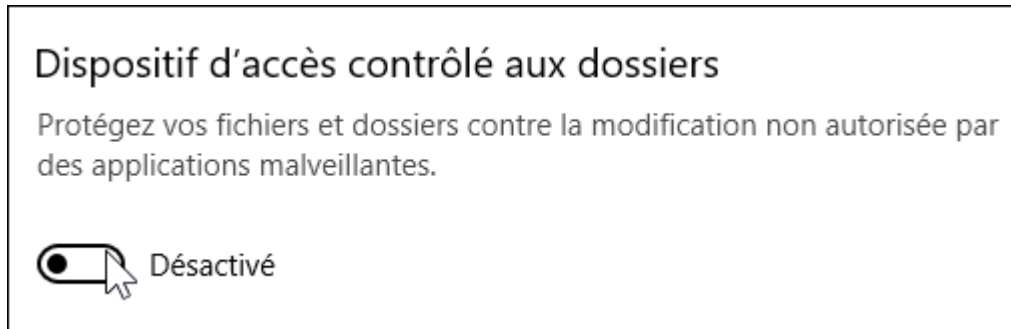 Dispositif d’accès contrôlé aux dossiers
Protégez vos fichiers et dossiers contre la modification non autorisée par
des applications malveillantes.
Désactivé